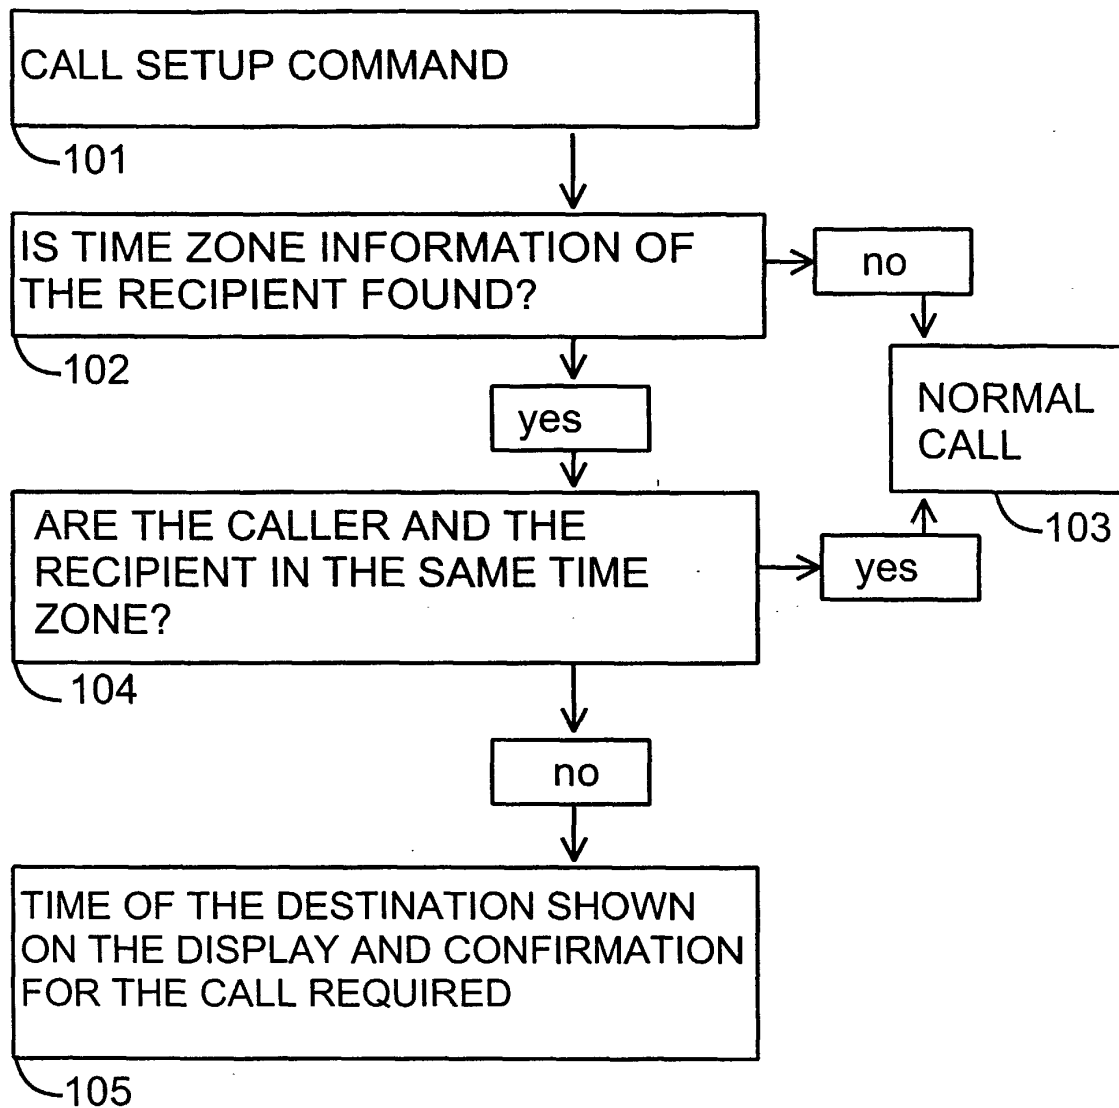 CALL SETUP COMMAND
101
IS TIME ZONE INFORMATION OF
THE RECIPIENT FOUND?
no
102
yes
NORMAL
CALL
103
ARE THE CALLER AND THE
RECIPIENT IN THE SAME TIME
ZONE?
yes
104
no
TIME OF THE DESTINATION SHOWN
ON THE DISPLAY AND CONFIRMATION
FOR THE CALL REQUIRED
105